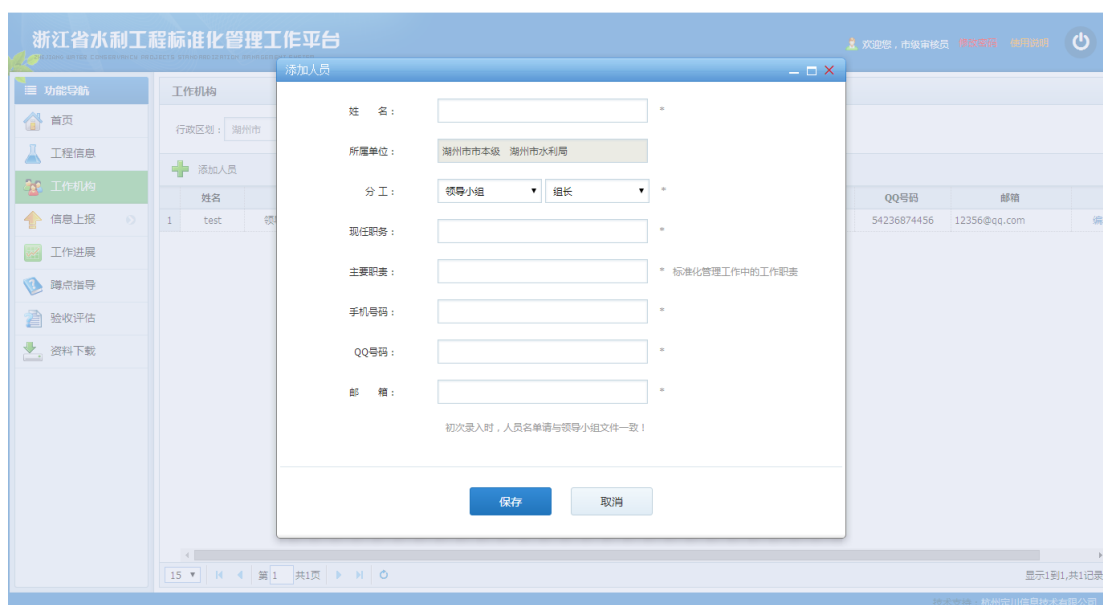 浙江省水利工程标准化管理工作平台
欢迎您，市级审核员 使用说明
功能导航
首页
工程信息
工作机构
信息上报
工作进展
蹲点指导
验收评估
资料下载
工作机构
行政区划： 湖州市
添加人员
姓名 QQ号码 邮箱
1 test 领 54236874456 12356@qq.com 编
添加人员
姓 名： *
所属单位： 湖州市市本级 湖州市水利局
分工： 领导小组 组长 *
现任职务： *
主要职责： * 标准化管理工作中的工作职责
手机号码： *
QQ号码： *
邮 箱： *
初次录入时，人员名单请与领导小组文件一致！
保存 取消
15 第 1 共1页 显示1到1,共1记录
技术支持：杭州定川信息技术有限公司